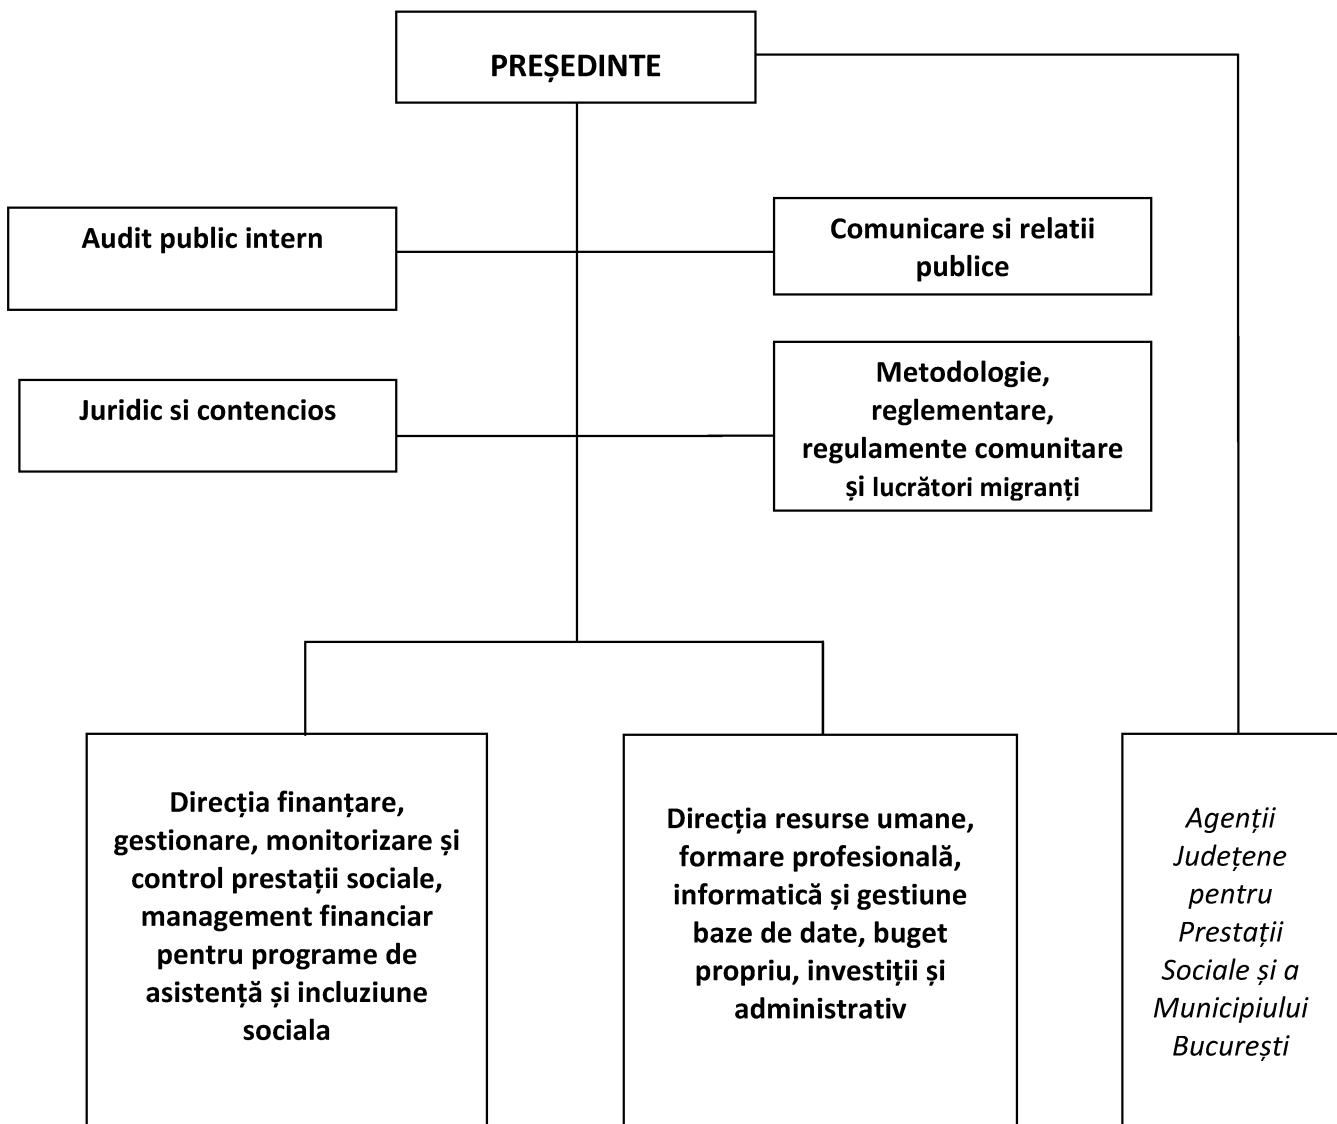 PREȘEDINTE
Audit public intern
Comunicare si relatii
publice
Juridic si contencios
Metodologie,
reglementare,
regulamente comunitare
și lucrători migranți
Direcția finanțare,
gestionare, monitorizare și
control prestații sociale,
management financiar
pentru programe de
asistență și incluziune
sociala
Direcția resurse umane,
formare profesională,
informatică și gestiune
baze de date, buget
propriu, investiții și
administrativ
Agenții
Județene
pentru
Prestații
Sociale și a
Municipiului
București